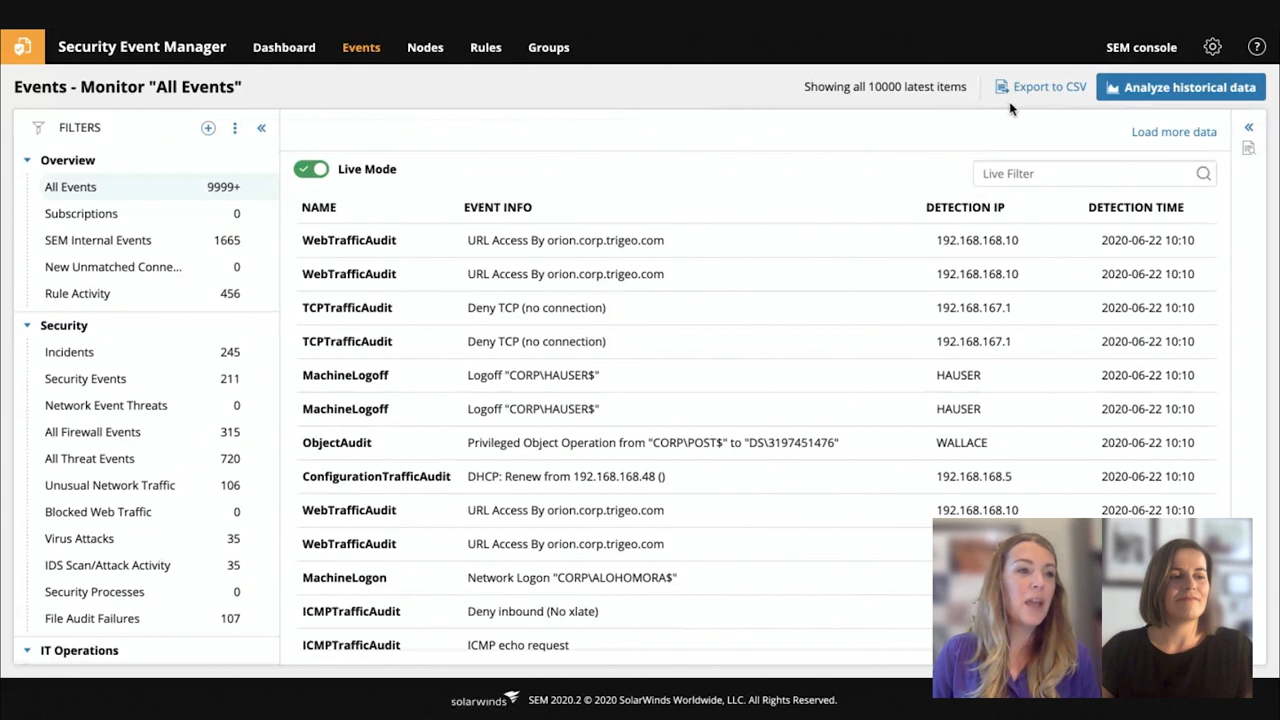 Security Event Manager Dashboard Events Nodes Rules Groups SEM console ?
Events - Monitor "All Events" Showing all 10000 latest items Export to CSV Analyze historical data
FILTERS
Load more data
Overview
All Events 9999+
Subscriptions 0
SEM Internal Events 1665
New Unmatched Conne... 0
Rule Activity 456
Security
Incidents 245
Security Events 211
Network Event Threats 0
All Firewall Events 315
All Threat Events 720
Unusual Network Traffic 106
Blocked Web Traffic 0
Virus Attacks 35
IDS Scan/Attack Activity 35
Security Processes 0
File Audit Failures 107
IT Operations
Live Mode Live Filter
NAME EVENT INFO DETECTION IP DETECTION TIME
WebTrafficAudit URL Access By orion.corp.trigeo.com 192.168.168.10 2020-06-22 10:10
WebTrafficAudit URL Access By orion.corp.trigeo.com 192.168.168.10 2020-06-22 10:10
TCPTrafficAudit Deny TCP (no connection) 192.168.167.1 2020-06-22 10:10
TCPTrafficAudit Deny TCP (no connection) 192.168.167.1 2020-06-22 10:10
MachineLogoff Logoff "CORP\HAUSER$" HAUSER 2020-06-22 10:10
MachineLogoff Logoff "CORP\HAUSER$" HAUSER 2020-06-22 10:10
ObjectAudit Privileged Object Operation from "CORP\POST$" to "DS\3197451476" WALLACE 2020-06-22 10:10
ConfigurationTrafficAudit DHCP: Renew from 192.168.168.48 () 192.168.168.5 2020-06-22 10:10
WebTrafficAudit URL Access By orion.corp.trigeo.com 192.168.168.10 2020-06-22 10:10
WebTrafficAudit URL Access By orion.corp.trigeo.com
MachineLogon Network Logon "CORP\ALOHOMORA$"
ICMPTrafficAudit Deny inbound (No xlate)
ICMPTrafficAudit ICMP echo request
solarwinds SEM 2020.2 © 2020 SolarWinds Worldwide, LLC. All Rights Reserved.